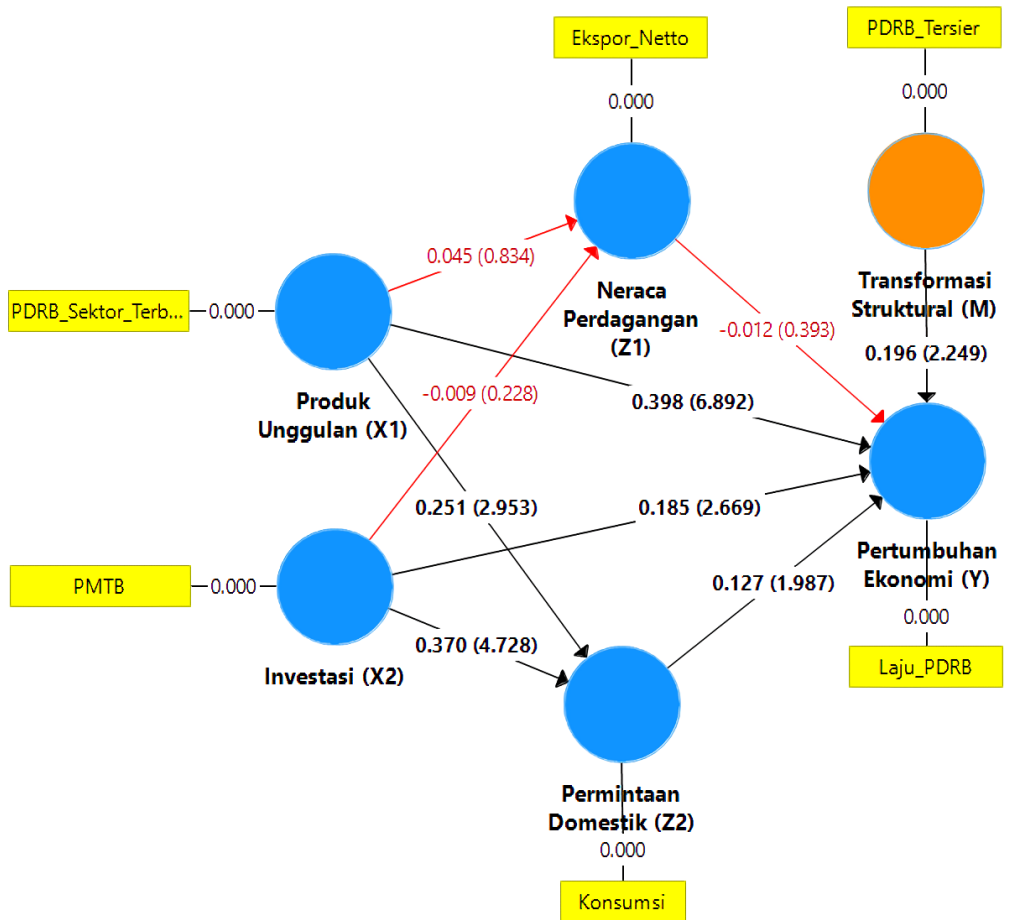 Ekspor_Netto
PDRB_Tersier
0.000
0.000
0.045 (0.834)
Neraca
Perdagangan
(Z1)
Transformasi
Struktural (M)
PDRB_Sektor_Terb...
0.000
-0.012 (0.393)
0.196 (2.249)
Produk
Unggulan (X1)
-0.009 (0.228)
0.398 (6.892)
0.251 (2.953)
0.185 (2.669)
Pertumbuhan
Ekonomi (Y)
PMTB
0.000
0.127 (1.987)
0.000
0.370 (4.728)
Investasi (X2)
Laju_PDRB
Permintaan
Domestik (Z2)
0.000
Konsumsi